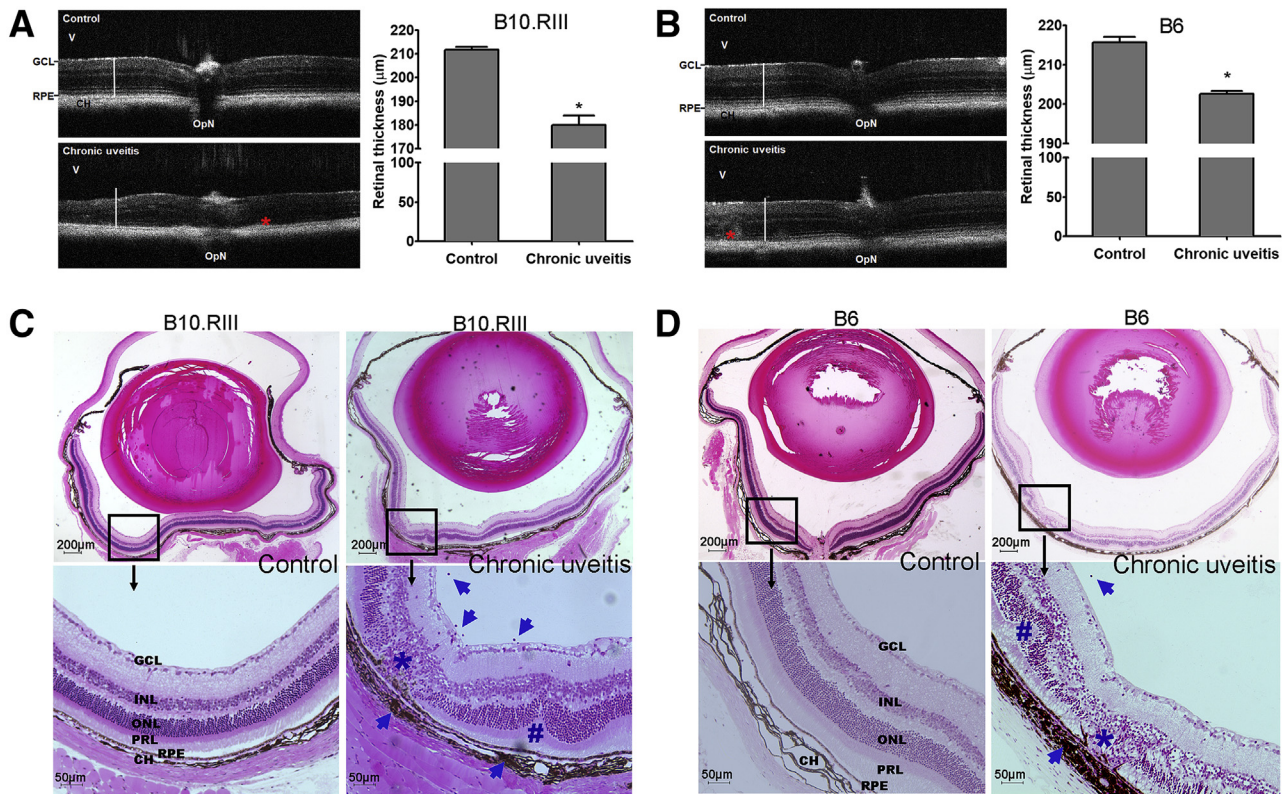 A
Control
V
GCL
RPE
CH
OpN
Chronic uveitis
V
*
OpN
B10.RIII
Retinal thickness (µm)
220
210
200
190
180
170
100
50
0
*
Control
Chronic uveitis
B
Control
V
GCL
RPE
CH
OpN
Chronic uveitis
V
*
OpN
B6
Retinal thickness (µm)
220
210
200
190
100
50
0
*
Control
Chronic uveitis
C
B10.RIII
200µm
Control
GCL
INL
ONL
PRL
RPE
CH
50µm
B10.RIII
200µm
Chronic uveitis
*
#
50µm
D
B6
200µm
Control
GCL
INL
ONL
CH
PRL
RPE
50µm
B6
200µm
Chronic uveitis
#
*
50µm